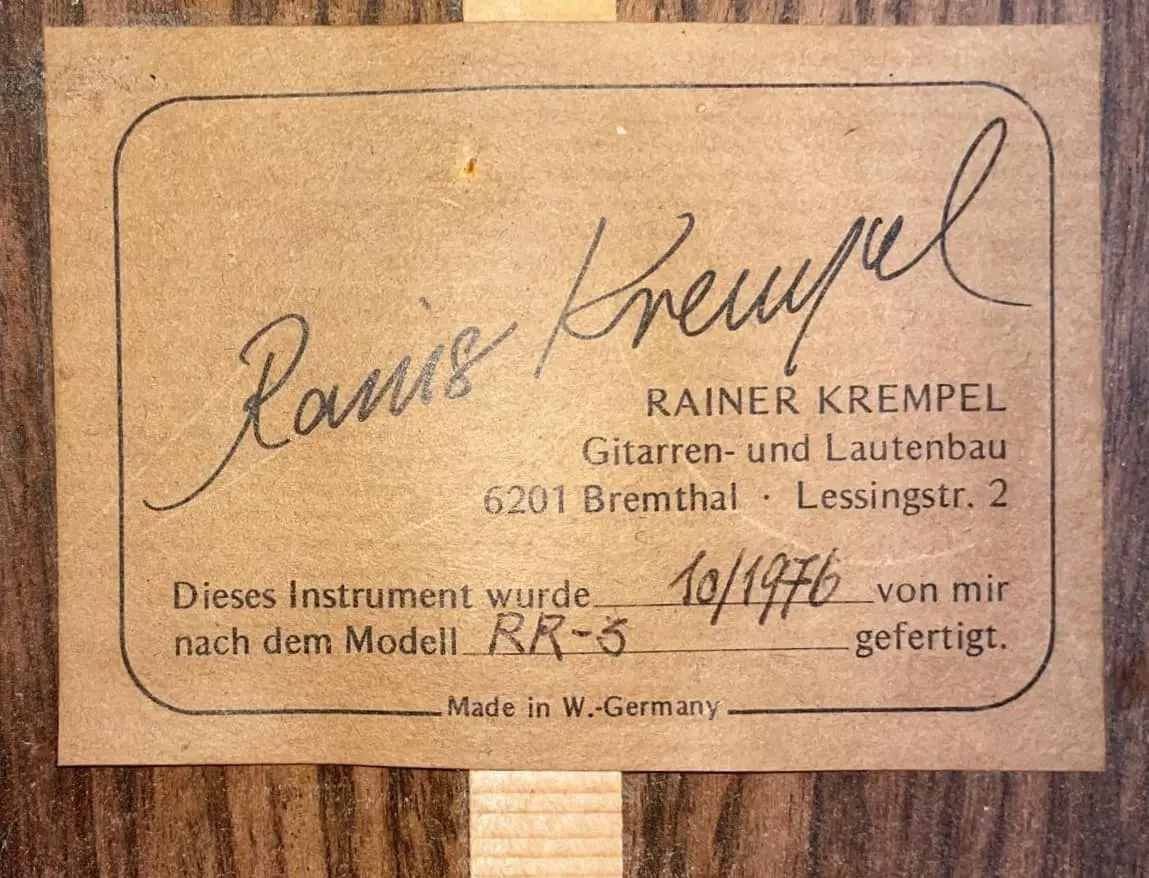 Rainer Krempel
RAINER KREMPEL
Gitarren- und Lautenbau
6201 Bremthal · Lessingstr. 2
Dieses Instrument wurde 10/1976 von mir
nach dem Modell RR-5 gefertigt.
Made in W.-Germany